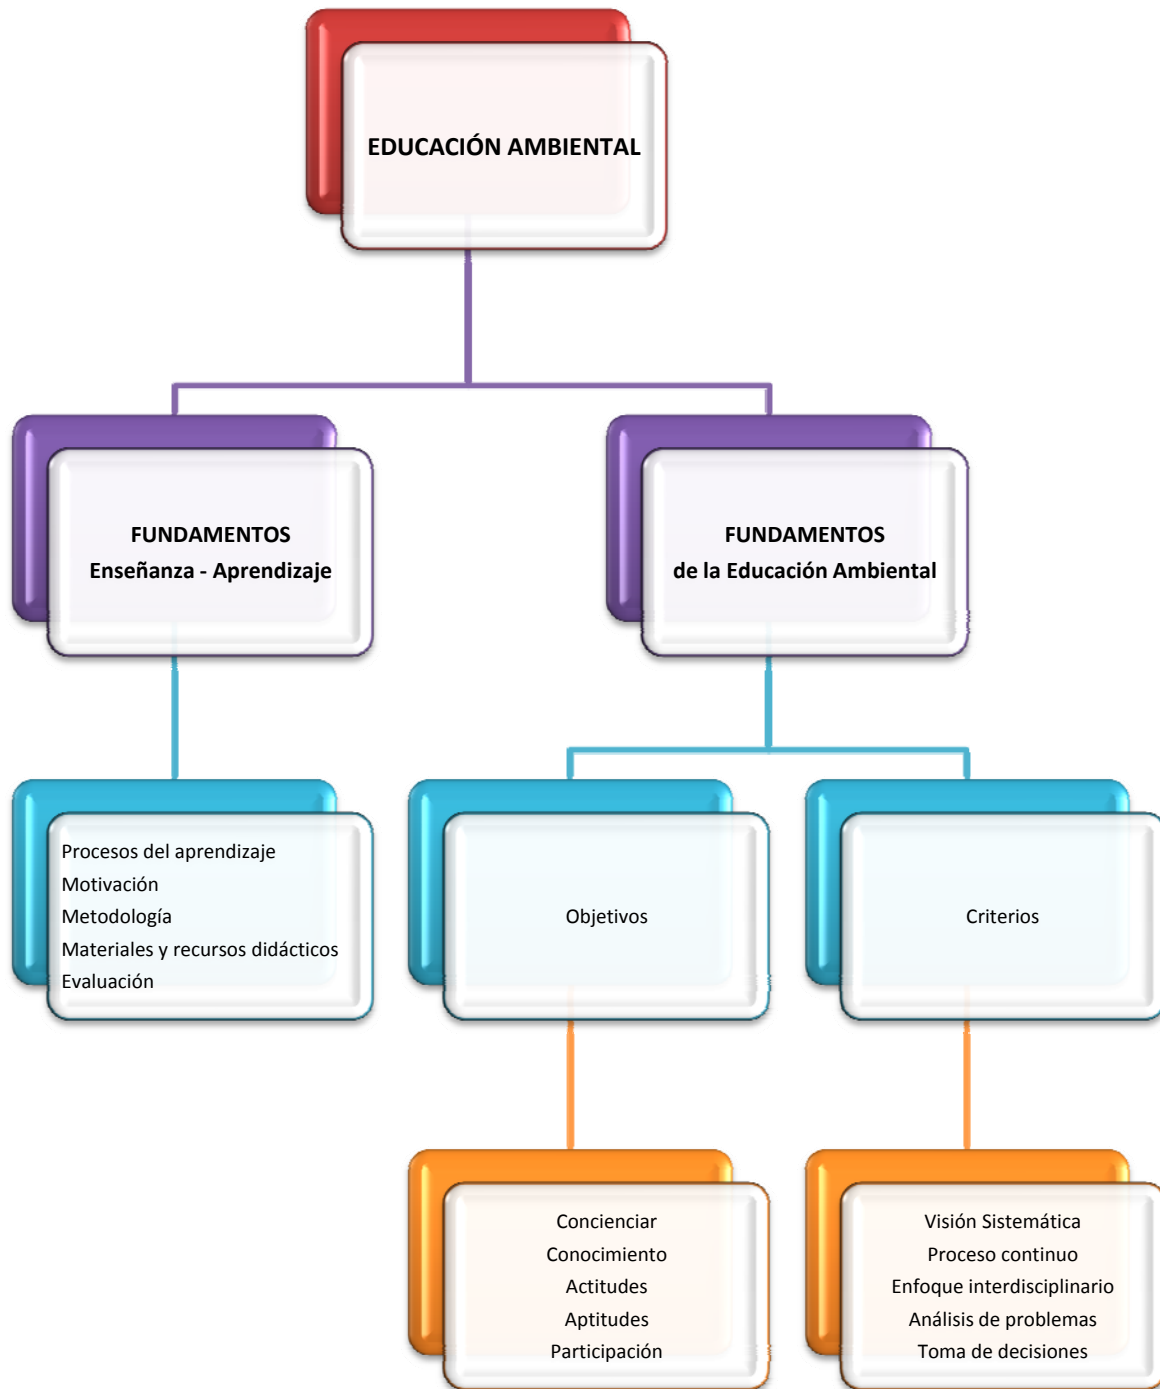 EDUCACIÓN AMBIENTAL
FUNDAMENTOS
Enseñanza - Aprendizaje
FUNDAMENTOS
de la Educación Ambiental
Procesos del aprendizaje
Motivación
Metodología
Materiales y recursos didácticos
Evaluación
Objetivos
Criterios
Concienciar
Conocimiento
Actitudes
Aptitudes
Participación
Visión Sistemática
Proceso continuo
Enfoque interdisciplinario
Análisis de problemas
Toma de decisiones